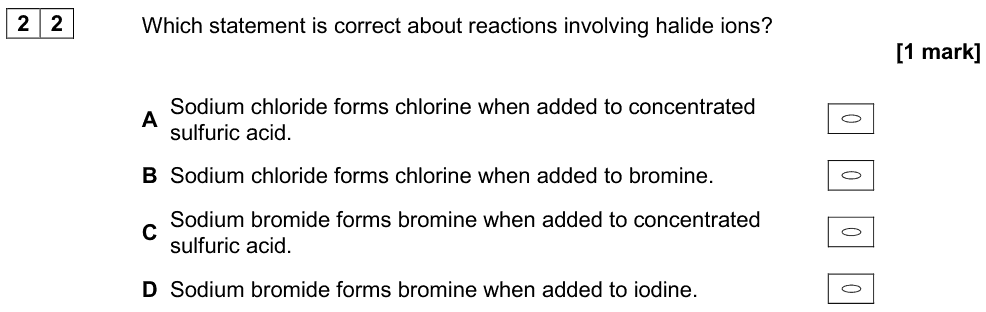 2 2 Which statement is correct about reactions involving halide ions?
[1 mark]
A Sodium chloride forms chlorine when added to concentrated
sulfuric acid.
B Sodium chloride forms chlorine when added to bromine.
C Sodium bromide forms bromine when added to concentrated
sulfuric acid.
D Sodium bromide forms bromine when added to iodine.